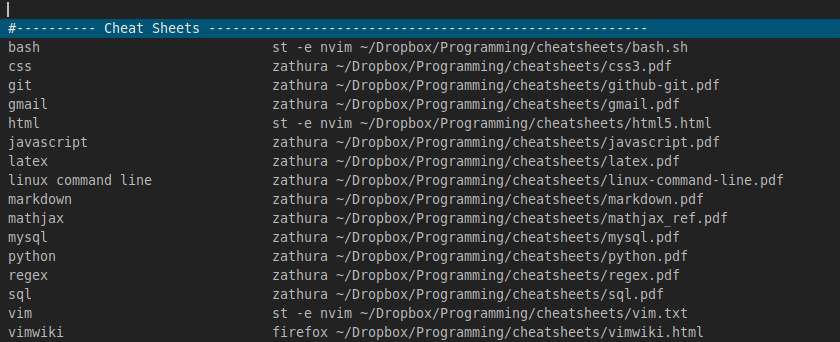 #---------- Cheat Sheets -------------------------------------------------------
bash                             st -e nvim ~/Dropbox/Programming/cheatsheets/bash.sh
css                              zathura ~/Dropbox/Programming/cheatsheets/css3.pdf
git                              zathura ~/Dropbox/Programming/cheatsheets/github-git.pdf
gmail                            zathura ~/Dropbox/Programming/cheatsheets/gmail.pdf
html                             st -e nvim ~/Dropbox/Programming/cheatsheets/html5.html
javascript                       zathura ~/Dropbox/Programming/cheatsheets/javascript.pdf
latex                            zathura ~/Dropbox/Programming/cheatsheets/latex.pdf
linux command line               zathura ~/Dropbox/Programming/cheatsheets/linux-command-line.pdf
markdown                         zathura ~/Dropbox/Programming/cheatsheets/markdown.pdf
mathjax                          zathura ~/Dropbox/Programming/cheatsheets/mathjax_ref.pdf
mysql                            zathura ~/Dropbox/Programming/cheatsheets/mysql.pdf
python                           zathura ~/Dropbox/Programming/cheatsheets/python.pdf
regex                            zathura ~/Dropbox/Programming/cheatsheets/regex.pdf
sql                              zathura ~/Dropbox/Programming/cheatsheets/sql.pdf
vim                              st -e nvim ~/Dropbox/Programming/cheatsheets/vim.txt
vimwiki                          firefox ~/Dropbox/Programming/cheatsheets/vimwiki.html